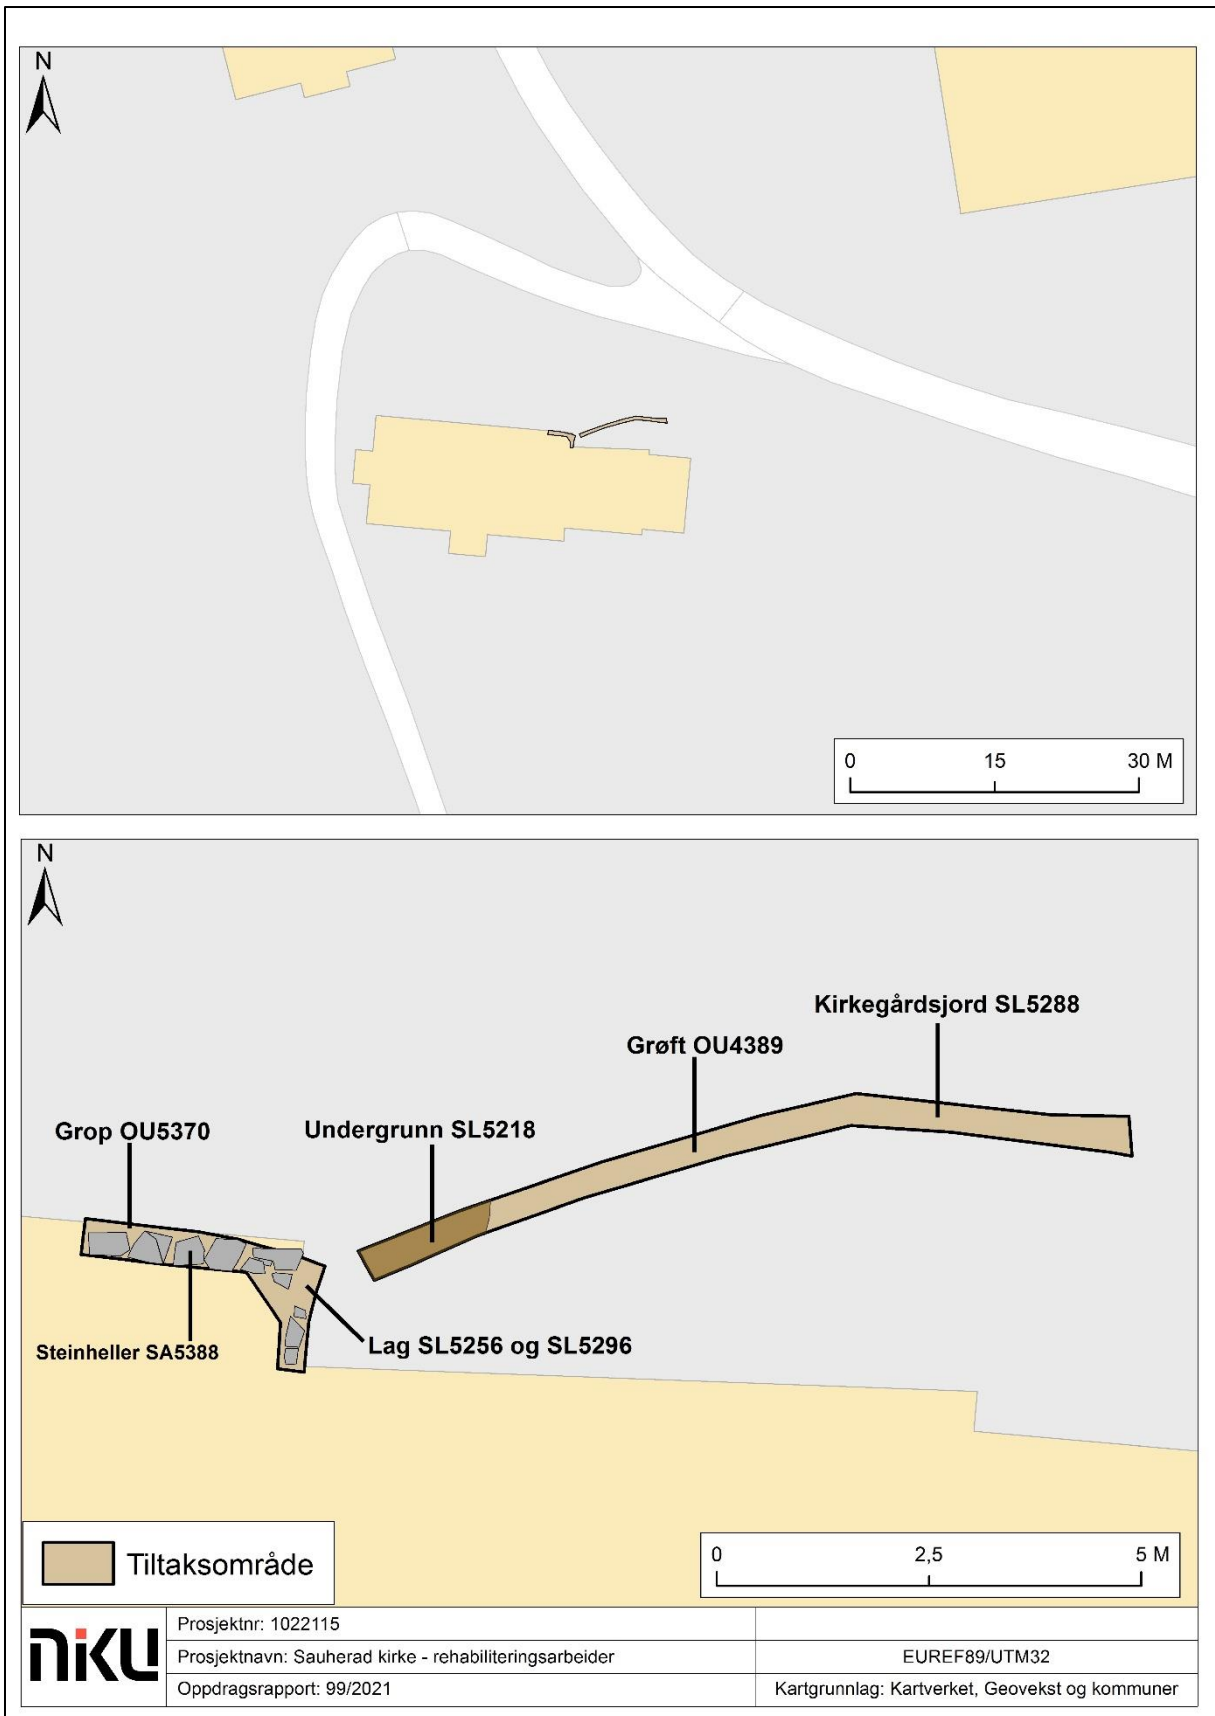 N
0 15 30 M
N
Kirkegårdsjord SL5288
Grøft OU4389
Grop OU5370
Undergrunn SL5218
Steinheller SA5388
Lag SL5256 og SL5296
Tiltaksområde
0 2,5 5 M
niku
Prosjektnr: 1022115
Prosjektnavn: Sauherad kirke - rehabiliteringsarbeider
EUREF89/UTM32
Oppdragsrapport: 99/2021
Kartgrunnlag: Kartverket, Geovekst og kommuner